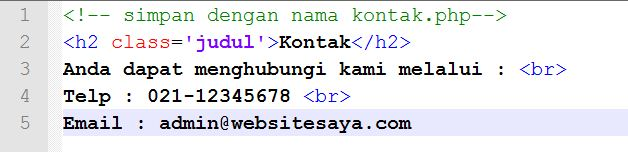 1 <!-- simpan dengan nama kontak.php-->
2 <h2 class='judul'>Kontak</h2>
3 Anda dapat menghubungi kami melalui : <br>
4 Telp : 021-12345678 <br>
5 Email : admin@websitesaya.com